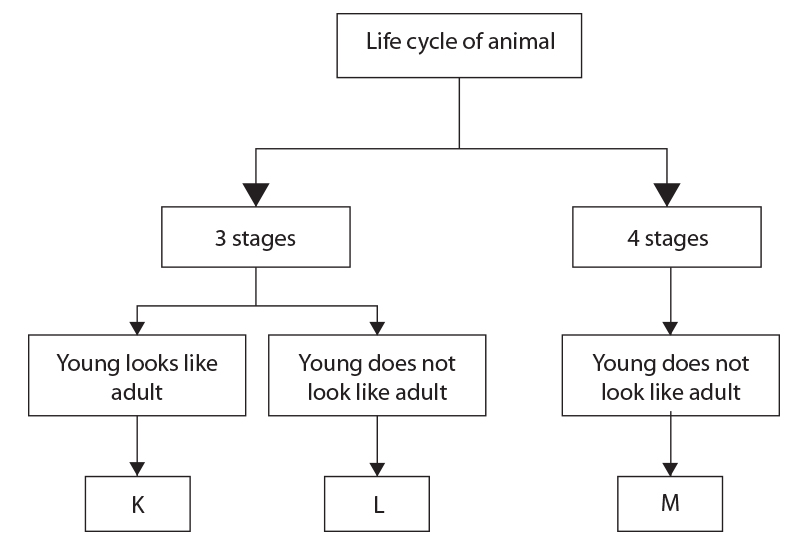 Life cycle of animal
3 stages
4 stages
Young looks like
adult
Young does not
look like adult
Young does not
look like adult
K
L
M